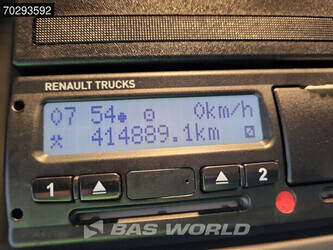 70293592
RENAULT TRUCKS
07 54 0km/h
414889.1km
1 2
BAS WORLD